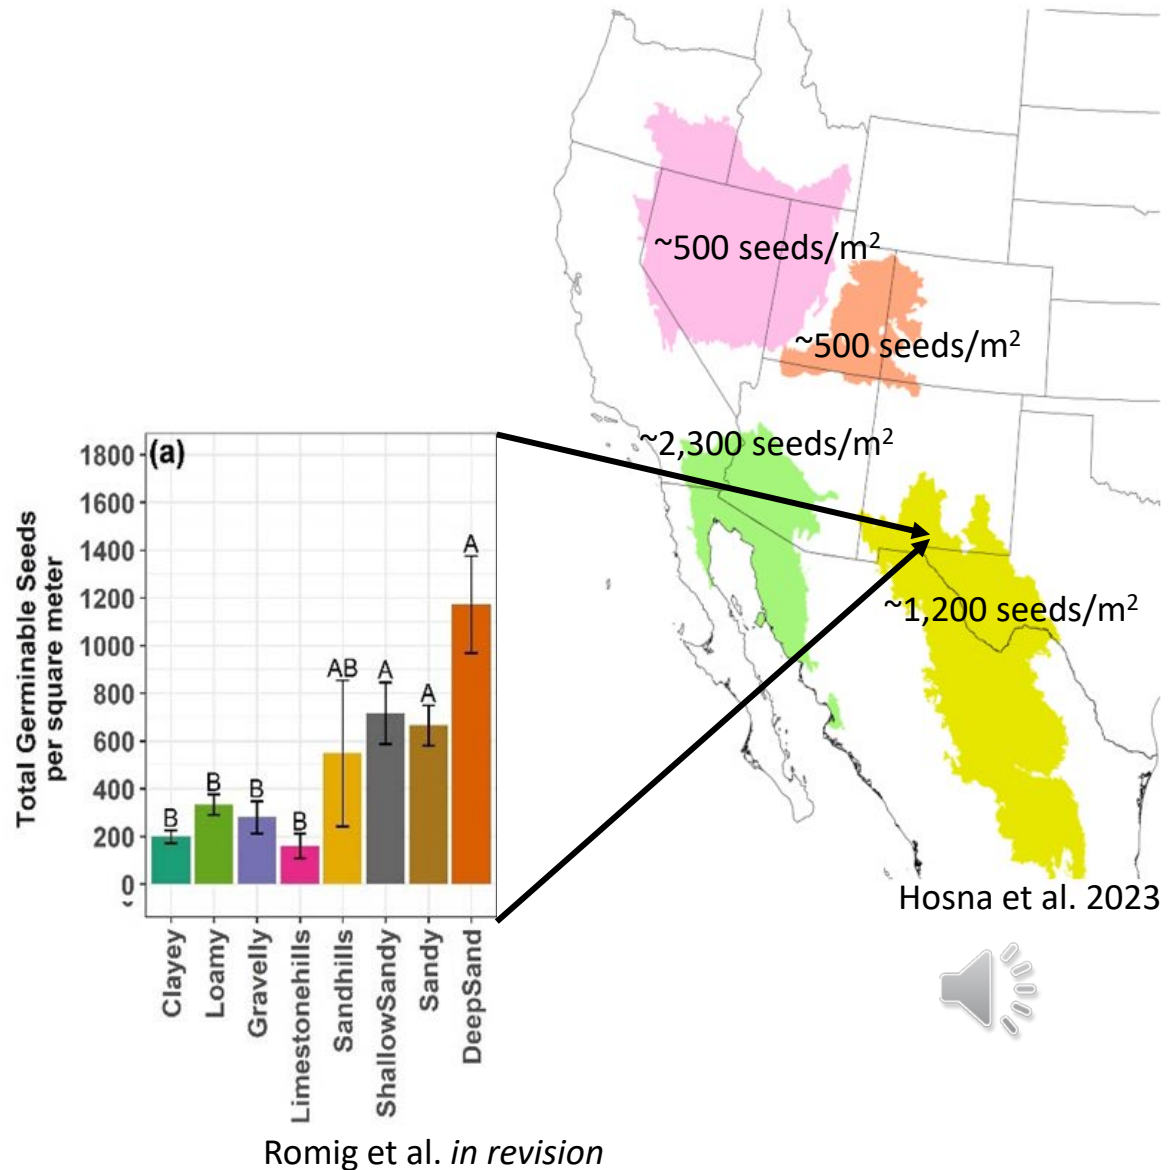 ~500 seeds/m²
~500 seeds/m²
~2,300 seeds/m²
~1,200 seeds/m²
Hosna et al. 2023
(a)
Total Germinable Seeds
per square meter
1800
1600
1400
1200
1000
800
600
400
200
0
B
B
B
B
AB
A
A
A
Clayey
Loamy
Gravelly
Limestonehills
Sandhills
ShallowSandy
Sandy
DeepSand
Romig et al. in revision